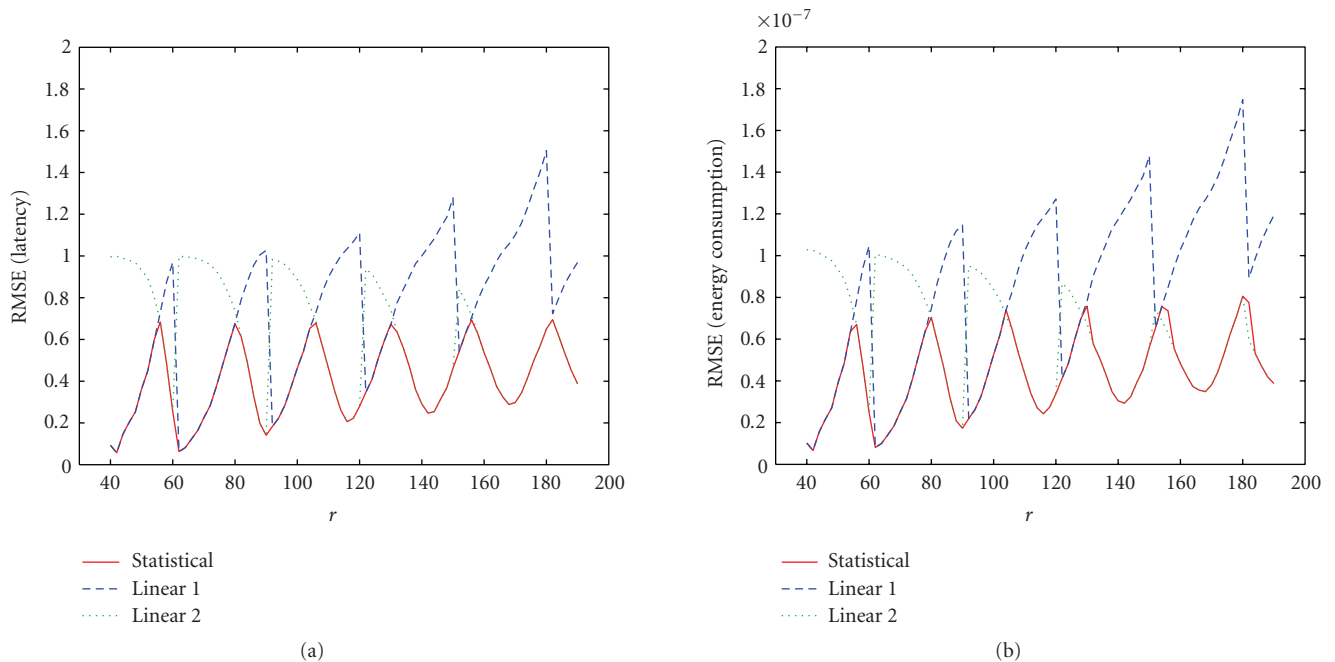 2
1.8
1.6
1.4
1.2
1
0.8
0.6
0.4
0.2
0
RMSE (latency)
40 60 80 100 120 140 160 180 200
r
Statistical
Linear 1
Linear 2
(a)
×10−7
2
1.8
1.6
1.4
1.2
1
0.8
0.6
0.4
0.2
0
RMSE (energy consumption)
40 60 80 100 120 140 160 180 200
r
Statistical
Linear 1
Linear 2
(b)